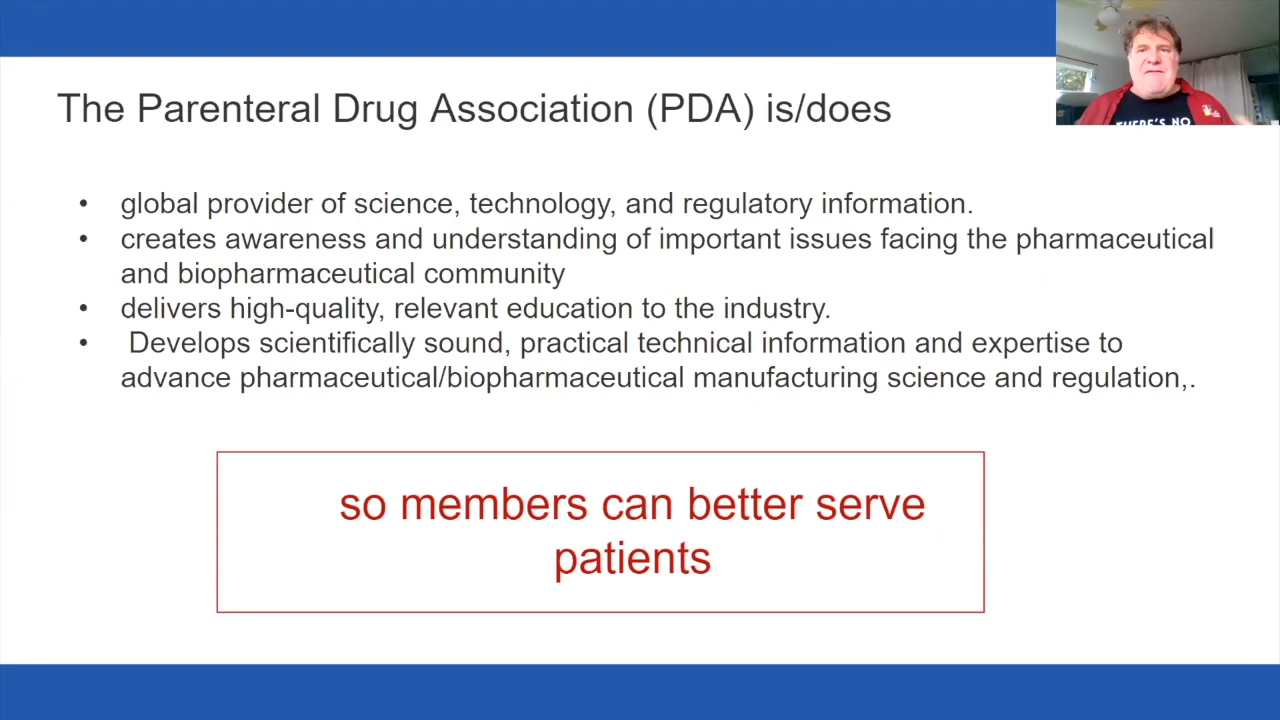 The Parenteral Drug Association (PDA) is/does
THERE'S NO
• global provider of science, technology, and regulatory information.
• creates awareness and understanding of important issues facing the pharmaceutical
and biopharmaceutical community
• delivers high-quality, relevant education to the industry.
• Develops scientifically sound, practical technical information and expertise to
advance pharmaceutical/biopharmaceutical manufacturing science and regulation,.
so members can better serve
patients